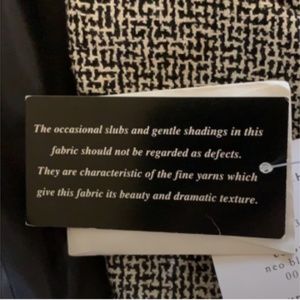 The occasional slubs and gentle shadings in this
fabric should not be regarded as defects.
They are characteristic of the fine yarns which
give this fabric its beauty and dramatic texture.